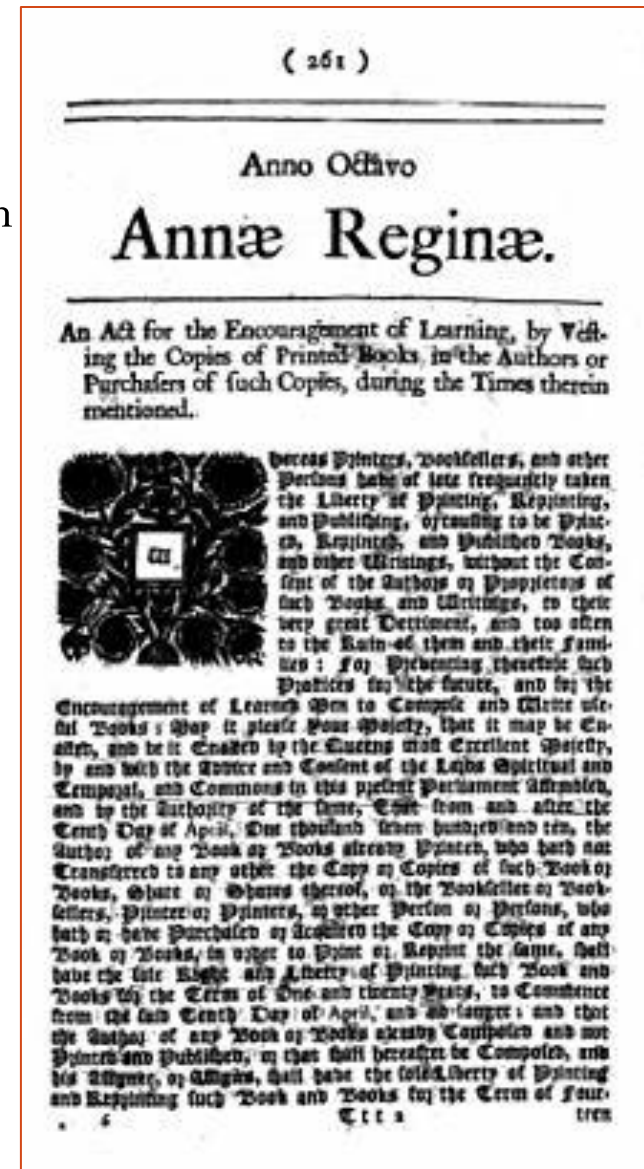 n
( 261 )
Anno Octavo
Annæ Reginæ.
An Act for the Encouragement of Learning, by Veſt-
ing the Copies of Printed Books in the Authors or
Purchaſers of ſuch Copies, during the Times therein
mentioned.
W
hereas Printers, Bookſellers, and other
Perſons have of late frequently taken
the Liberty of Printing, Reprinting,
and Publiſhing, or cauſing to be Print-
ed, Reprinted, and Publiſhed Books,
and other Writings, without the Con-
ſent of the Authors or Proprietors of
ſuch Books and Writings, to their
very great Detriment, and too often
to the Ruin of them and their Fami-
lies: For Preventing therefore ſuch
Practices for the future, and for the
Encouragement of Learned Men to Compoſe and Write uſe-
ful Books; May it pleaſe Your Majeſty, that it may be En-
acted, and be it Enacted by the Queens moſt Excellent Majeſty,
by and with the Advice and Conſent of the Lords Spiritual and
Temporal, and Commons in this preſent Parliament Aſſembled,
and by the Authority of the ſame, That from and after the
Tenth Day of April, One thouſand ſeven hundred and ten, the
Author of any Book or Books already Printed, who hath not
Transferred to any other the Copy or Copies of ſuch Book or
Books, Share or Shares thereof, or the Bookſeller or Book-
ſellers, Printer or Printers, or other Perſon or Perſons, who
hath or have Purchaſed or Acquired the Copy or Copies of any
Book or Books, in order to Print or Reprint the ſame, ſhall
have the ſole Right and Liberty of Printing ſuch Book and
Books for the Term of One and twenty Years, to Commence
from the ſaid Tenth Day of April, and no longer; and that
the Author of any Book or Books already Compoſed and not
Printed and Publiſhed, or that ſhall hereafter be Compoſed, and
his Aſſignee, or Aſſigns, ſhall have the ſole Liberty of Printing
and Reprinting ſuch Book and Books for the Term of Four-
Tttt 2 teen